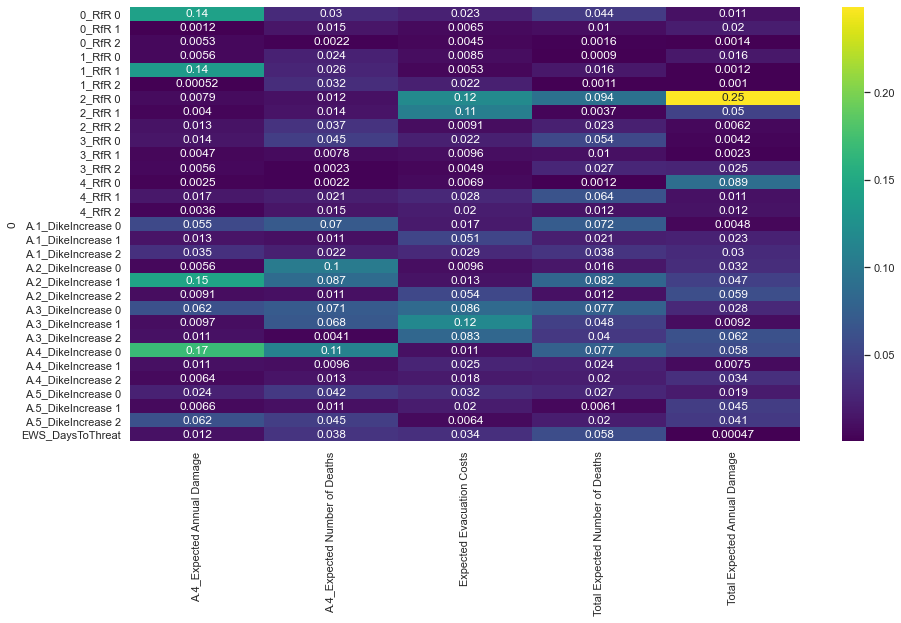 0_RfR 0 0.14 0.03 0.023 0.044 0.011
0_RfR 1 0.0012 0.015 0.0065 0.01 0.02
0_RfR 2 0.0053 0.0022 0.0045 0.0016 0.0014
1_RfR 0 0.0056 0.024 0.0085 0.0009 0.016
1_RfR 1 0.14 0.026 0.0053 0.016 0.0012
1_RfR 2 0.00052 0.032 0.022 0.0011 0.001
2_RfR 0 0.0079 0.012 0.12 0.094 0.25
2_RfR 1 0.004 0.014 0.11 0.0037 0.05
2_RfR 2 0.013 0.037 0.0091 0.023 0.0062
3_RfR 0 0.014 0.045 0.022 0.054 0.0042
3_RfR 1 0.0047 0.0078 0.0096 0.01 0.0023
3_RfR 2 0.0056 0.0023 0.0049 0.027 0.025
4_RfR 0 0.0025 0.0022 0.0069 0.0012 0.089
4_RfR 1 0.017 0.021 0.028 0.064 0.011
4_RfR 2 0.0036 0.015 0.02 0.012 0.012
A.1_DikeIncrease 0 0.055 0.07 0.017 0.072 0.0048
A.1_DikeIncrease 1 0.013 0.011 0.051 0.021 0.023
A.1_DikeIncrease 2 0.035 0.022 0.029 0.038 0.03
A.2_DikeIncrease 0 0.0056 0.1 0.0096 0.016 0.032
A.2_DikeIncrease 1 0.15 0.087 0.013 0.082 0.047
A.2_DikeIncrease 2 0.0091 0.011 0.054 0.012 0.059
A.3_DikeIncrease 0 0.062 0.071 0.086 0.077 0.028
A.3_DikeIncrease 1 0.0097 0.068 0.12 0.048 0.0092
A.3_DikeIncrease 2 0.011 0.0041 0.083 0.04 0.062
A.4_DikeIncrease 0 0.17 0.11 0.011 0.077 0.058
A.4_DikeIncrease 1 0.011 0.0096 0.025 0.024 0.0075
A.4_DikeIncrease 2 0.0064 0.013 0.018 0.02 0.034
A.5_DikeIncrease 0 0.024 0.042 0.032 0.027 0.019
A.5_DikeIncrease 1 0.0066 0.011 0.02 0.0061 0.045
A.5_DikeIncrease 2 0.062 0.045 0.0064 0.02 0.041
EWS_DaysToThreat 0.012 0.038 0.034 0.058 0.00047
0
A.4_Expected Annual Damage
A.4_Expected Number of Deaths
Expected Evacuation Costs
Total Expected Number of Deaths
Total Expected Annual Damage
0.20
0.15
0.10
0.05